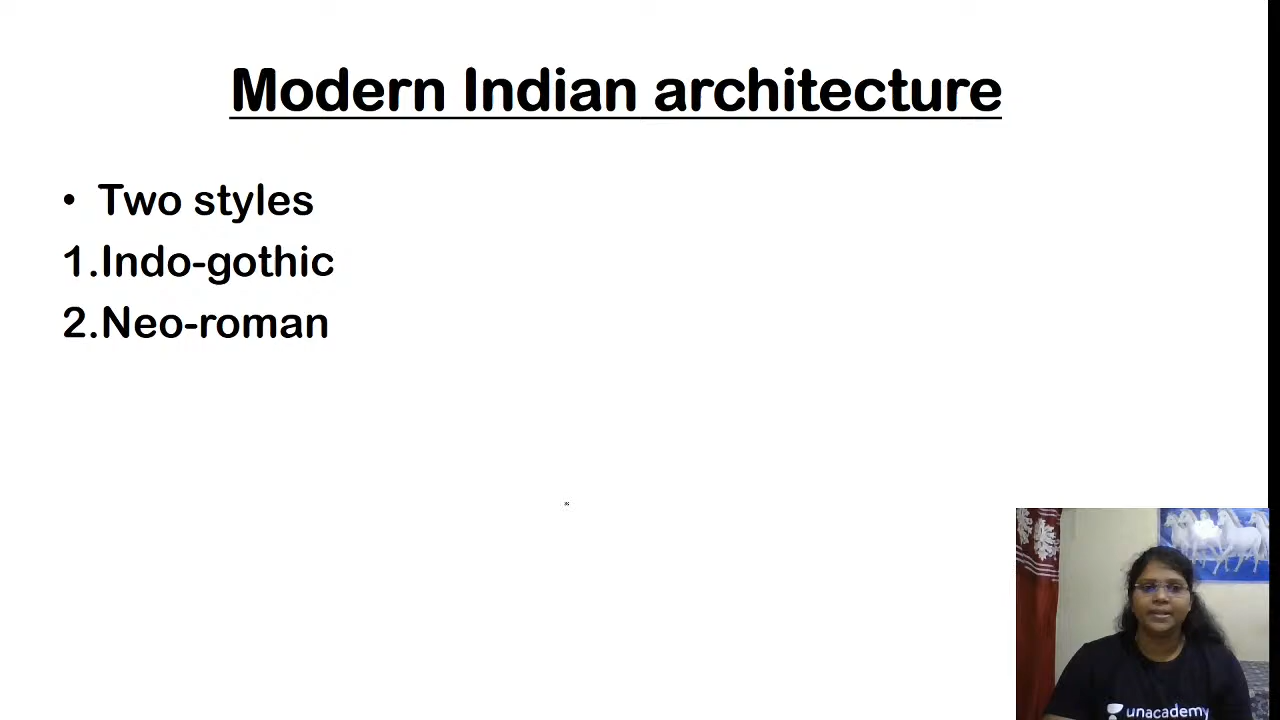 Modern Indian architecture
• Two styles
1.Indo-gothic
2.Neo-roman
unacademy